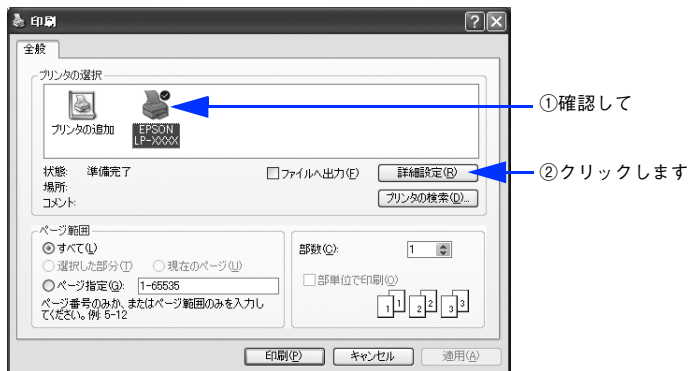 印刷
全般
プリンタの選択
プリンタの追加
EPSON
LP-XXXX
①確認して
状態: 準備完了
場所:
コメント:
ファイルへ出力(F)
詳細設定(R)
②クリックします
プリンタの検索(D)...
ページ範囲
すべて(L)
選択した部分(T) 現在のページ(U)
ページ指定(G): 1-65535
ページ番号のみか、またはページ範囲のみを入力し
てください。例: 5-12
部数(C): 1
部単位で印刷(O)
1 1 2 2 3 3
印刷(P) キャンセル 適用(A)